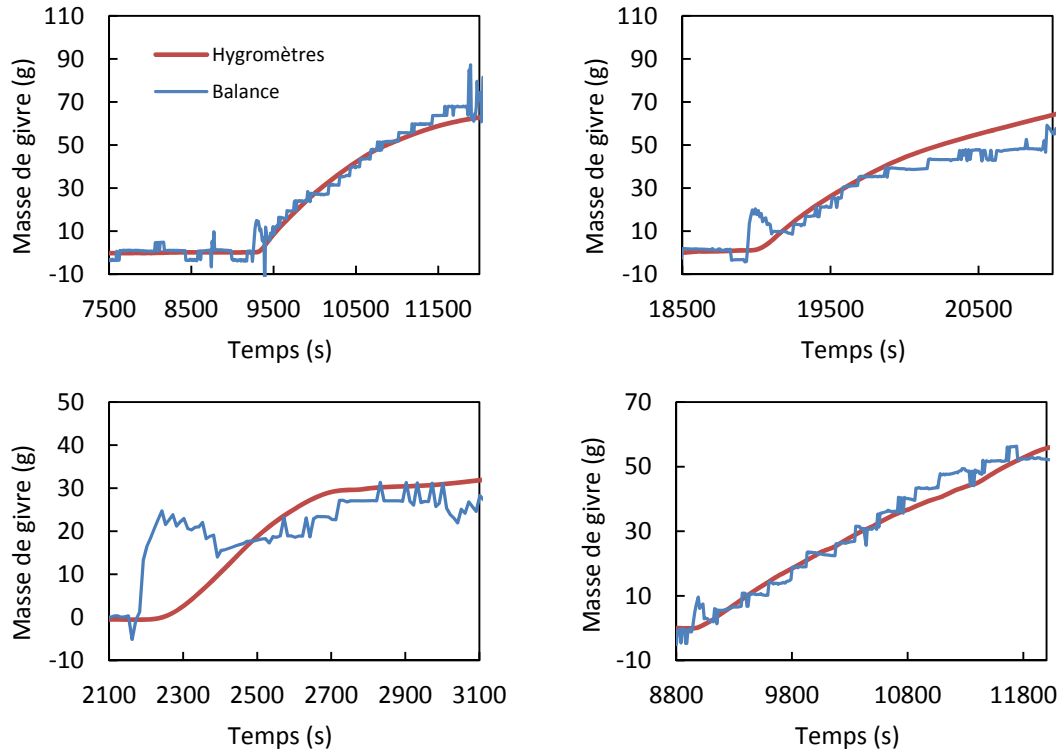 Masse de givre (g)
110
90
70
50
30
10
-10
Hygromètres
Balance
7500 8500 9500 10500 11500
Temps (s)
Masse de givre (g)
110
90
70
50
30
10
-10
18500 19500 20500
Temps (s)
Masse de givre (g)
50
40
30
20
10
0
-10
2100 2300 2500 2700 2900 3100
Temps (s)
Masse de givre (g)
70
50
30
10
-10
8800 9800 10800 11800
Temps (s)